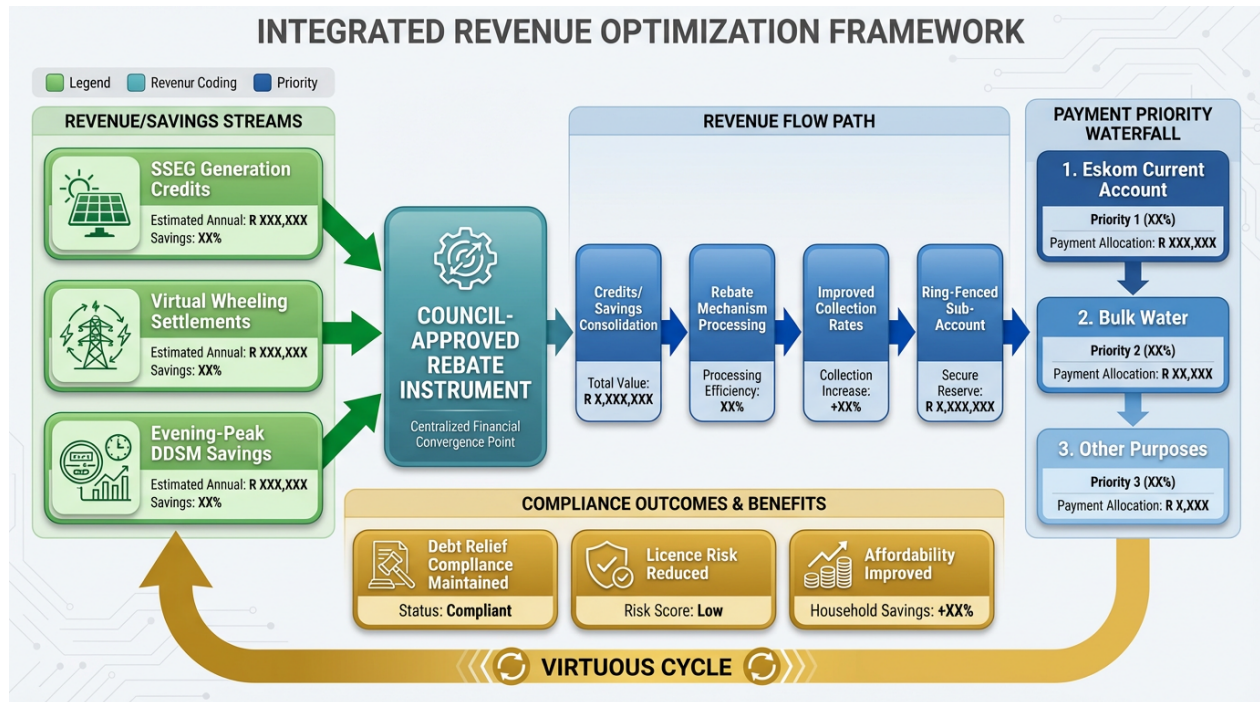 INTEGRATED REVENUE OPTIMIZATION FRAMEWORK
Legend
Revenur Coding
Priority
REVENUE/SAVINGS STREAMS
SSEG Generation
Credits
Estimated Annual: R XXX,XXX
Savings: XX%
Virtual Wheeling
Settlements
Estimated Annual: R XXX,XXX
Savings: XX%
Evening-Peak
DDSM Savings
Estimated Annual: R XXX,XXX
Savings: XX%
COUNCIL-
APPROVED
REBATE
INSTRUMENT
Centralized Financial
Convergence Point
REVENUE FLOW PATH
Credits/
Savings
Consolidation
Total Value:
R X,XXX,XXX
Rebate
Mechanism
Processing
Processing
Efficiency:
XX%
Improved
Collection
Rates
Collection
Increase:
+XX%
Ring-Fenced
Sub-
Account
Secure
Reserve:
R X,XXX,XXX
PAYMENT PRIORITY
WATERFALL
1. Eskom Current
Account
Priority 1 (XX%)
Payment Allocation: R XXX,XXX
2. Bulk Water
Priority 2 (XX%)
Payment Allocation: R XX,XXX
3. Other Purposes
Priority 3 (XX%)
Payment Allocation: R X,XXX
COMPLIANCE OUTCOMES & BENEFITS
Debt Relief
Compliance
Maintained
Status: Compliant
Licence Risk
Reduced
Risk Score: Low
Affordability
Improved
Household Savings: +XX%
VIRTUOUS CYCLE